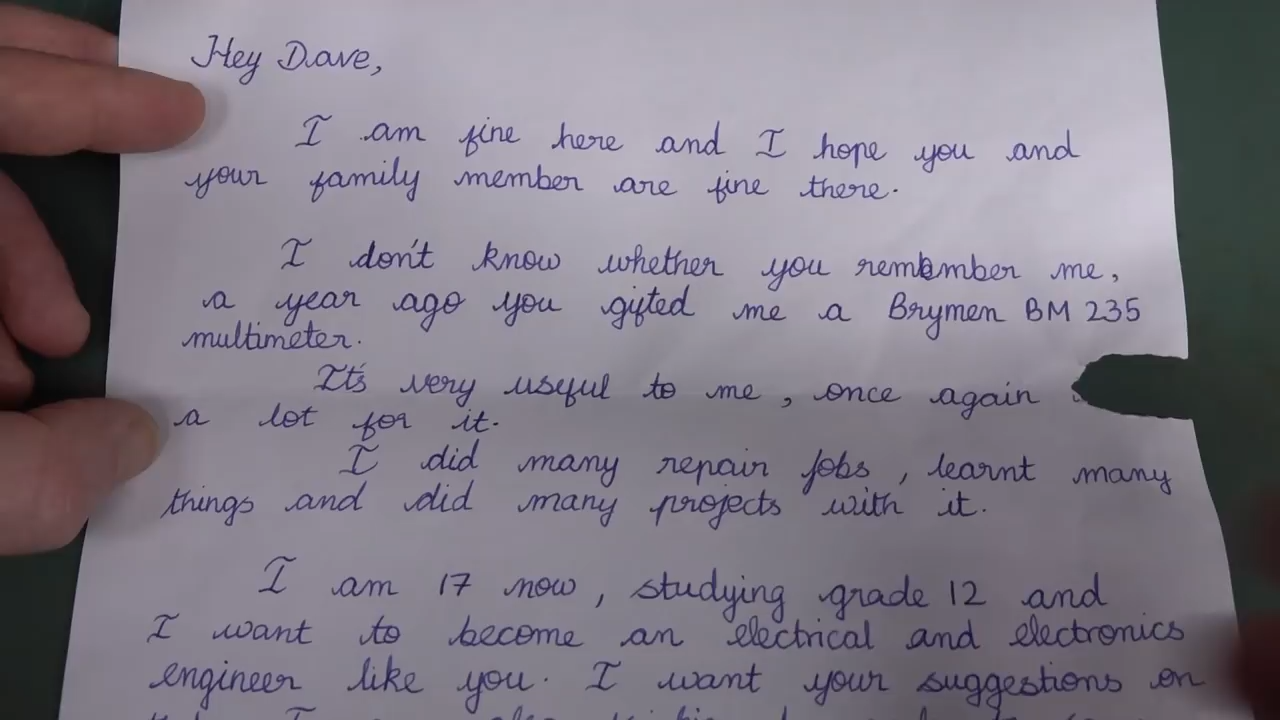 Hey Dave,
I am fine here and I hope you and
your family member are fine there.
I don't know whether you remember me,
a year ago you gifted me a Brymen BM 235
multimeter.
It's very useful to me, once again
a lot for it.
I did many repair jobs, learnt many
things and did many projects with it.
I am 17 now, studying grade 12 and
I want to become an electrical and electronics
engineer like you. I want your suggestions on